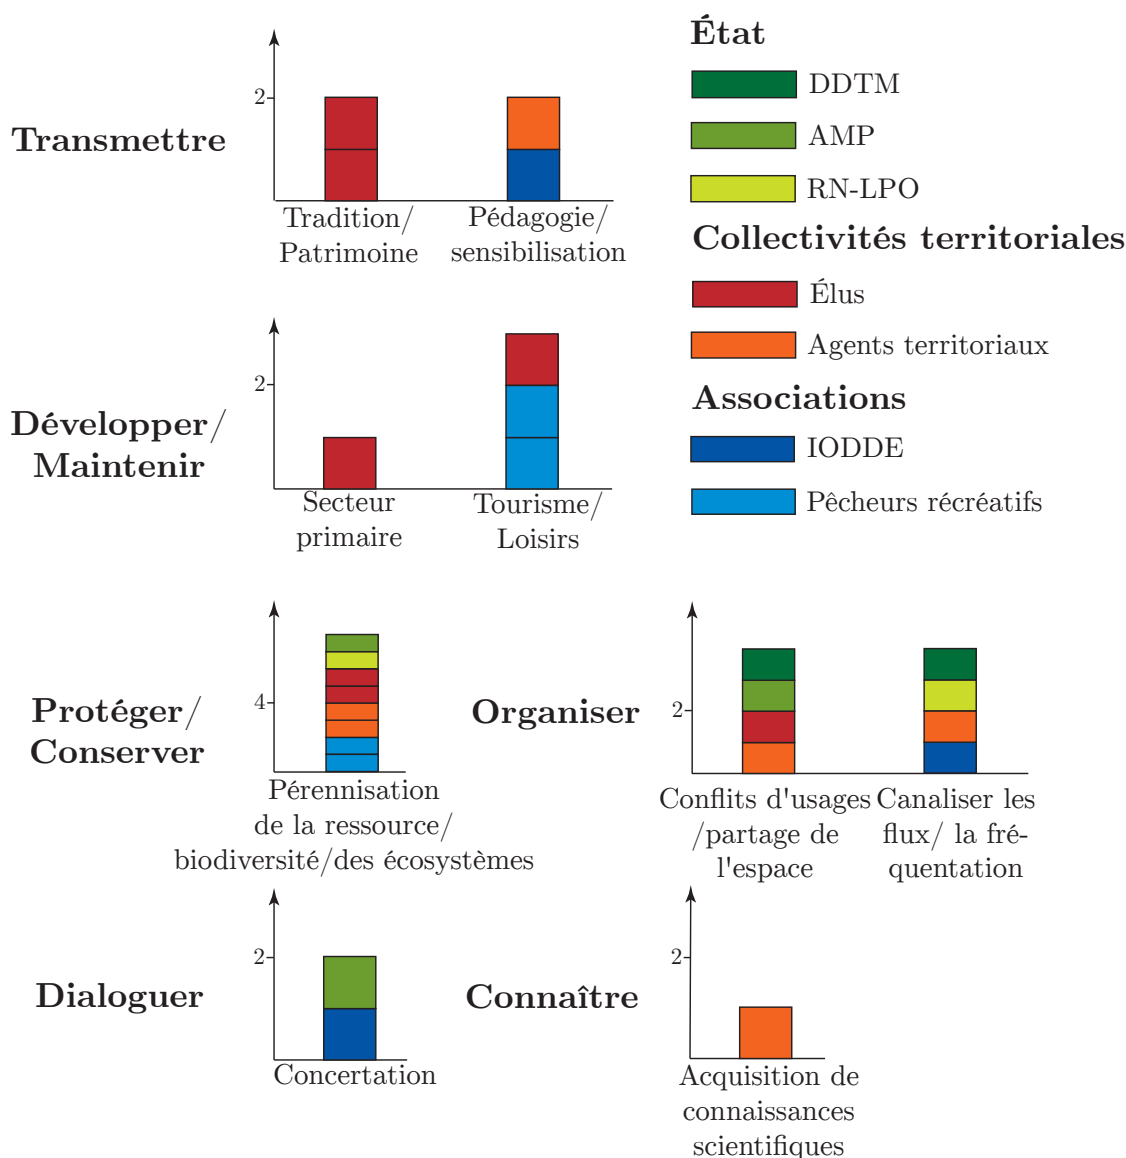 État
DDTM
AMP
RN-LPO
Collectivités territoriales
Élus
Agents territoriaux
Associations
IODDE
Pêcheurs récréatifs
Transmettre
2
Tradition/
Patrimoine
Pédagogie/
sensibilisation
Développer/
Maintenir
2
Secteur
primaire
Tourisme/
Loisirs
Protéger/
Conserver
4
Pérennisation
de la ressource/
biodiversité/des écosystèmes
Organiser
2
Conflits d'usages
/partage de
l'espace
Canaliser les
flux/ la fré-
quentation
Dialoguer
2
Concertation
Connaître
2
Acquisition de
connaissances
scientifiques